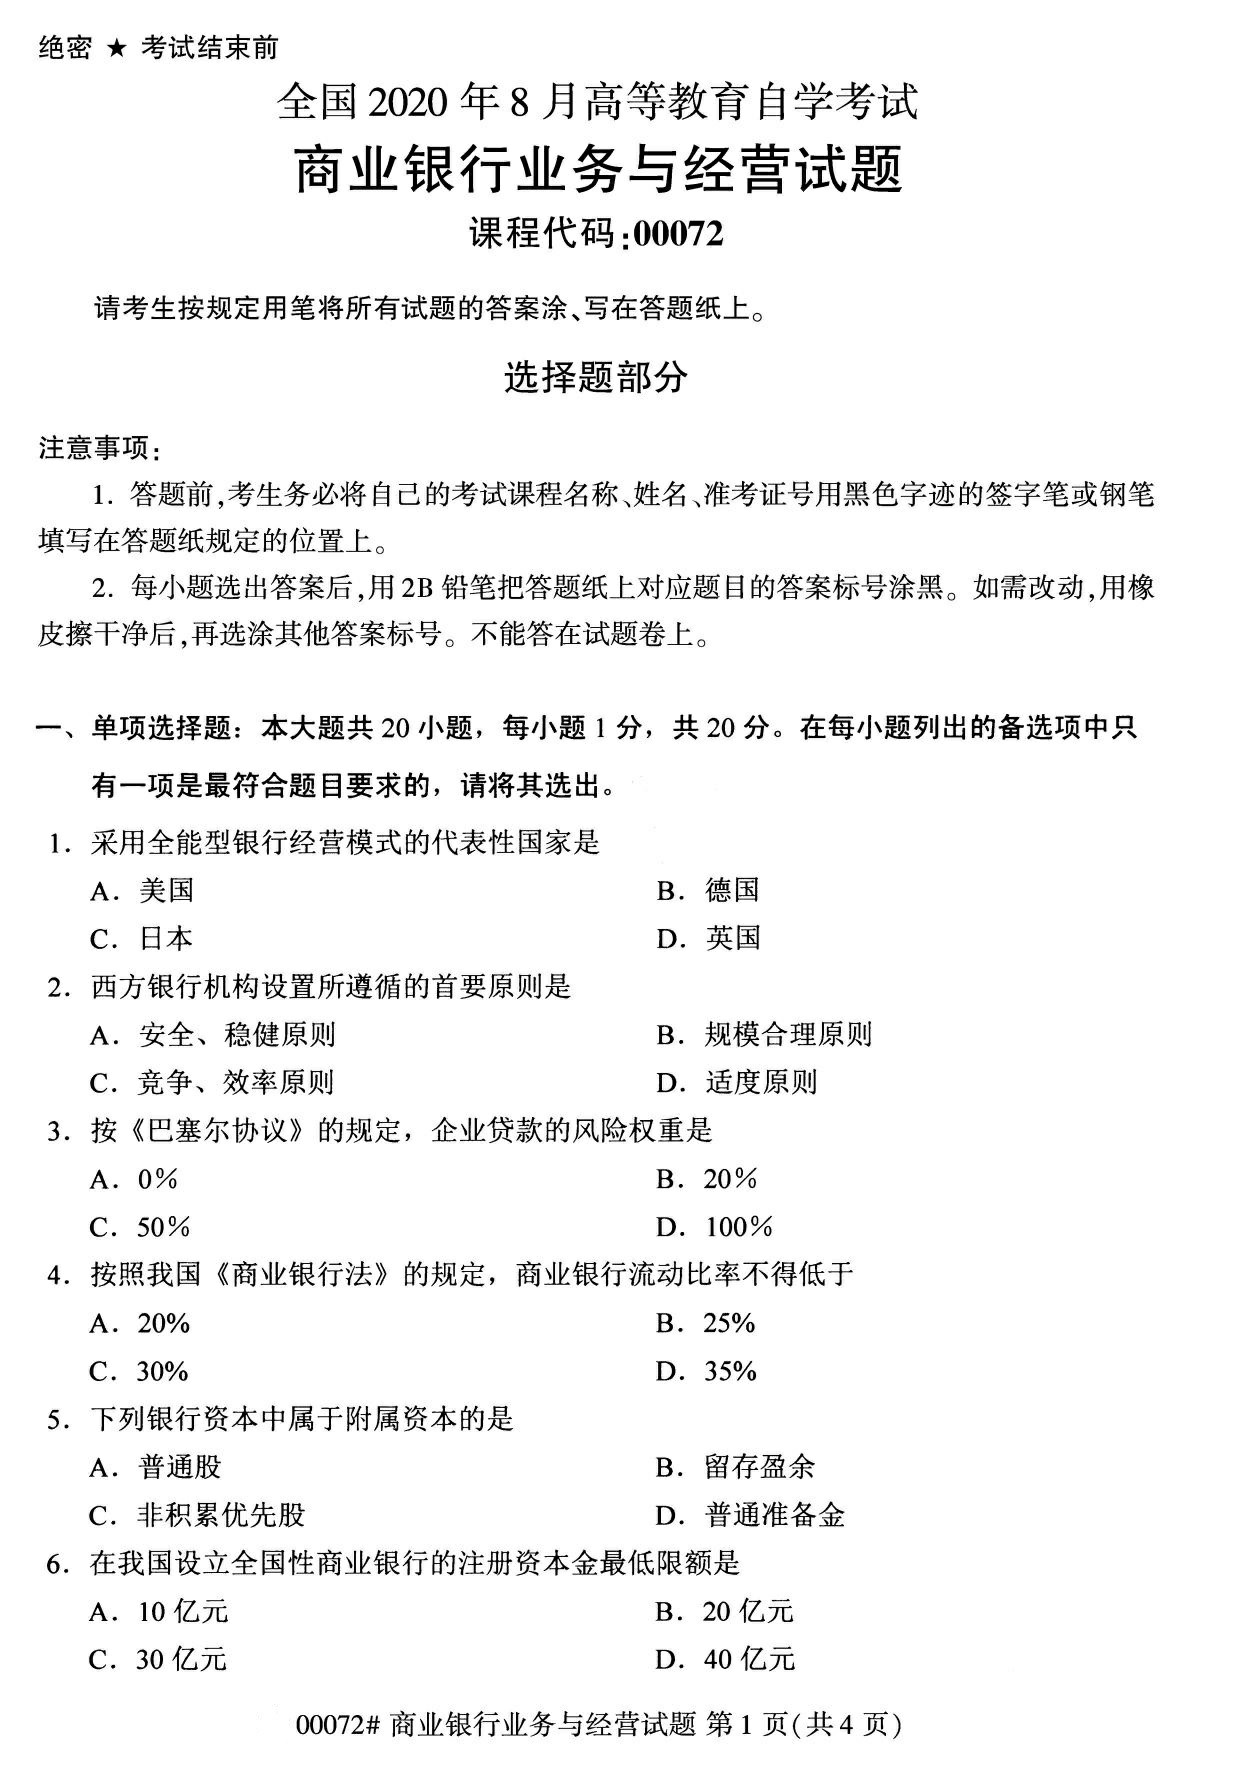 绝密 ★ 考试结束前
全国 2020 年 8 月高等教育自学考试
商业银行业务与经营试题
课程代码:00072
请考生按规定用笔将所有试题的答案涂、写在答题纸上。
选择题部分
注意事项:
1. 答题前,考生务必将自己的考试课程名称、姓名、准考证号用黑色字迹的签字笔或钢笔
填写在答题纸规定的位置上。
2. 每小题选出答案后,用 2B 铅笔把答题纸上对应题目的答案标号涂黑。如需改动,用橡
皮擦干净后,再选涂其他答案标号。不能答在试题卷上。
一、单项选择题：本大题共 20 小题，每小题 1 分，共 20 分。在每小题列出的备选项中只
有一项是最符合题目要求的，请将其选出。
1．采用全能型银行经营模式的代表性国家是
A．美国 B．德国
C．日本 D．英国
2．西方银行机构设置所遵循的首要原则是
A．安全、稳健原则 B．规模合理原则
C．竞争、效率原则 D．适度原则
3．按《巴塞尔协议》的规定，企业贷款的风险权重是
A．0% B．20%
C．50% D．100%
4．按照我国《商业银行法》的规定，商业银行流动比率不得低于
A．20% B．25%
C．30% D．35%
5．下列银行资本中属于附属资本的是
A．普通股 B．留存盈余
C．非积累优先股 D．普通准备金
6．在我国设立全国性商业银行的注册资本金最低限额是
A．10 亿元 B．20 亿元
C．30 亿元 D．40 亿元
00072# 商业银行业务与经营试题 第 1 页(共 4 页)